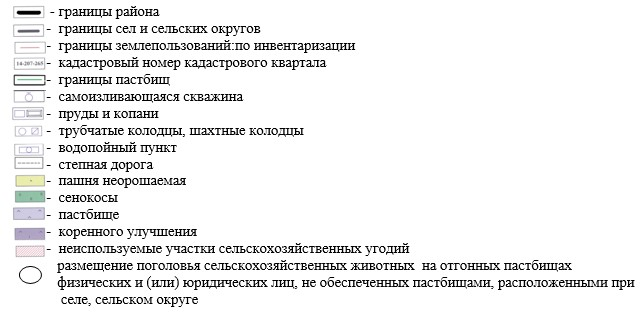 - границы района
- границы сел и сельских округов
- границы землепользований:по инвентаризации
14-207-265 - кадастровый номер кадастрового квартала
- границы пастбищ
- самоизливающаяся скважина
- пруды и копани
- трубчатые колодцы, шахтные колодцы
- водопойный пункт
- степная дорога
- пашня неорошаемая
- сенокосы
- пастбище
- коренного улучшения
- неиспользуемые участки сельскохозяйственных угодий
размещение поголовья сельскохозяйственных животных на отгонных пастбищах
физических и (или) юридических лиц, не обеспеченных пастбищами, расположенными при
селе, сельском округе